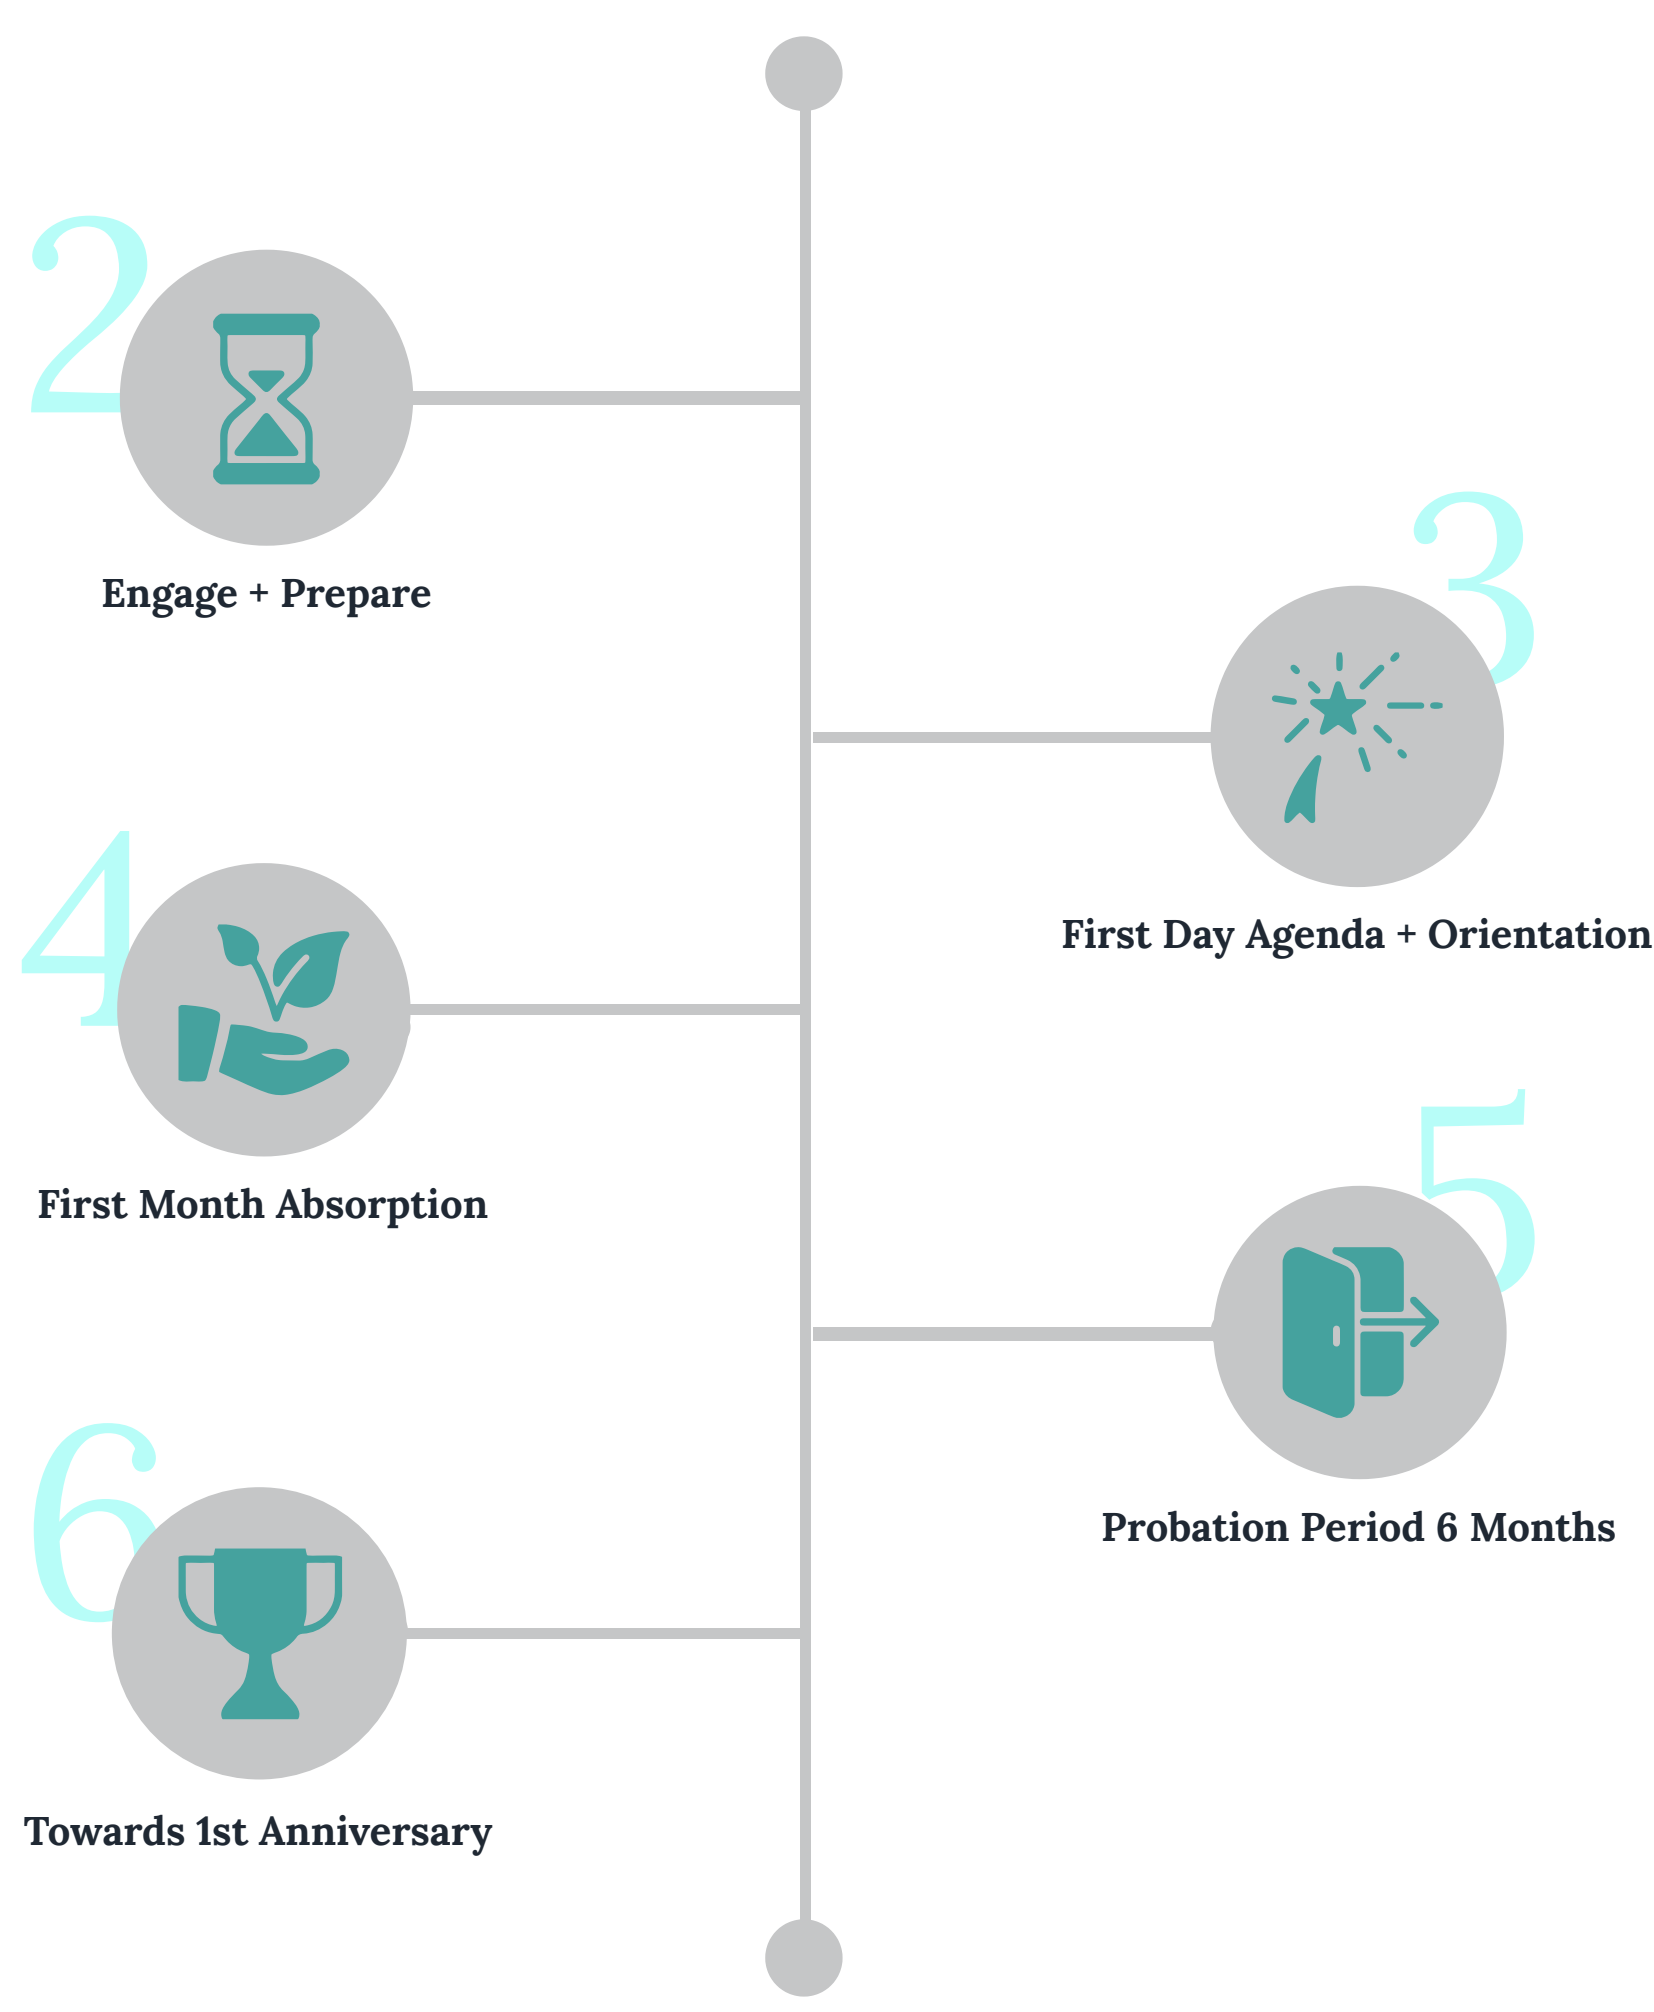 2
Engage + Prepare
3
First Day Agenda + Orientation
4
First Month Absorption
5
Probation Period 6 Months
6
Towards 1st Anniversary